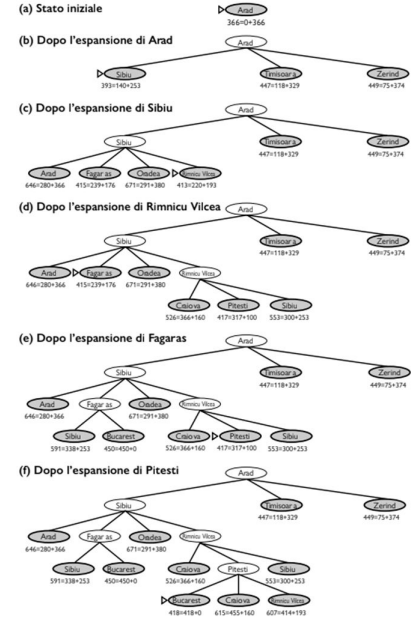 (a) Stato iniziale
Arad
366=0+366
(b) Dopo l'espansione di Arad
Arad
Sibiu Timisoara Zerind
393=140+253 447=118+329 449=75+374
(c) Dopo l'espansione di Sibiu
Arad
Sibiu Timisoara Zerind
447=118+329 449=75+374
Arad Fagaras Oradea Rimnicu Vilcea
646=280+366 415=239+176 671=291+380 413=220+193
(d) Dopo l'espansione di Rimnicu Vilcea
Arad
Sibiu Timisoara Zerind
447=118+329 449=75+374
Arad Fagaras Oradea Rimnicu Vilcea
646=280+366 415=239+176 671=291+380
Craiova Pitesti Sibiu
526=366+160 417=317+100 553=300+253
(e) Dopo l'espansione di Fagaras
Arad
Sibiu Timisoara Zerind
447=118+329 449=75+374
Arad Fagaras Oradea Rimnicu Vilcea
646=280+366 671=291+380
Sibiu Bucarest Craiova Pitesti Sibiu
591=338+253 450=450+0 526=366+160 417=317+100 553=300+253
(f) Dopo l'espansione di Pitesti
Arad
Sibiu Timisoara Zerind
447=118+329 449=75+374
Arad Fagaras Oradea Rimnicu Vilcea
646=280+366 671=291+380
Sibiu Bucarest Craiova Pitesti Sibiu
591=338+253 450=450+0 526=366+160 553=300+253
Bucarest Craiova Rimnicu Vilcea
418=418+0 615=455+160 607=414+193